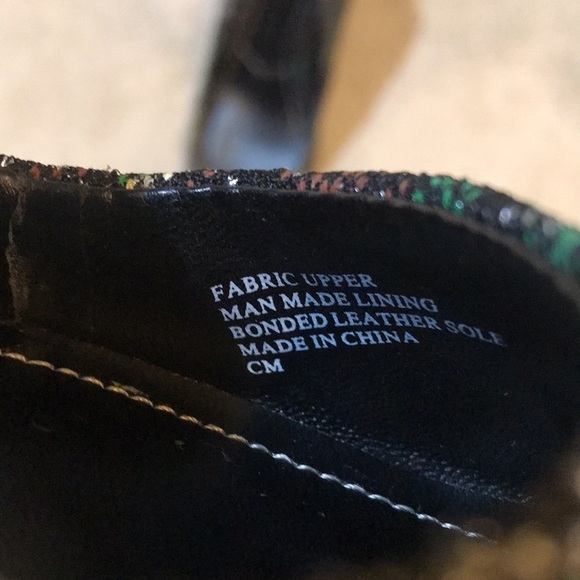 FABRIC UPPER
MAN MADE LINING
BONDED LEATHER SOLE
MADE IN CHINA
CM